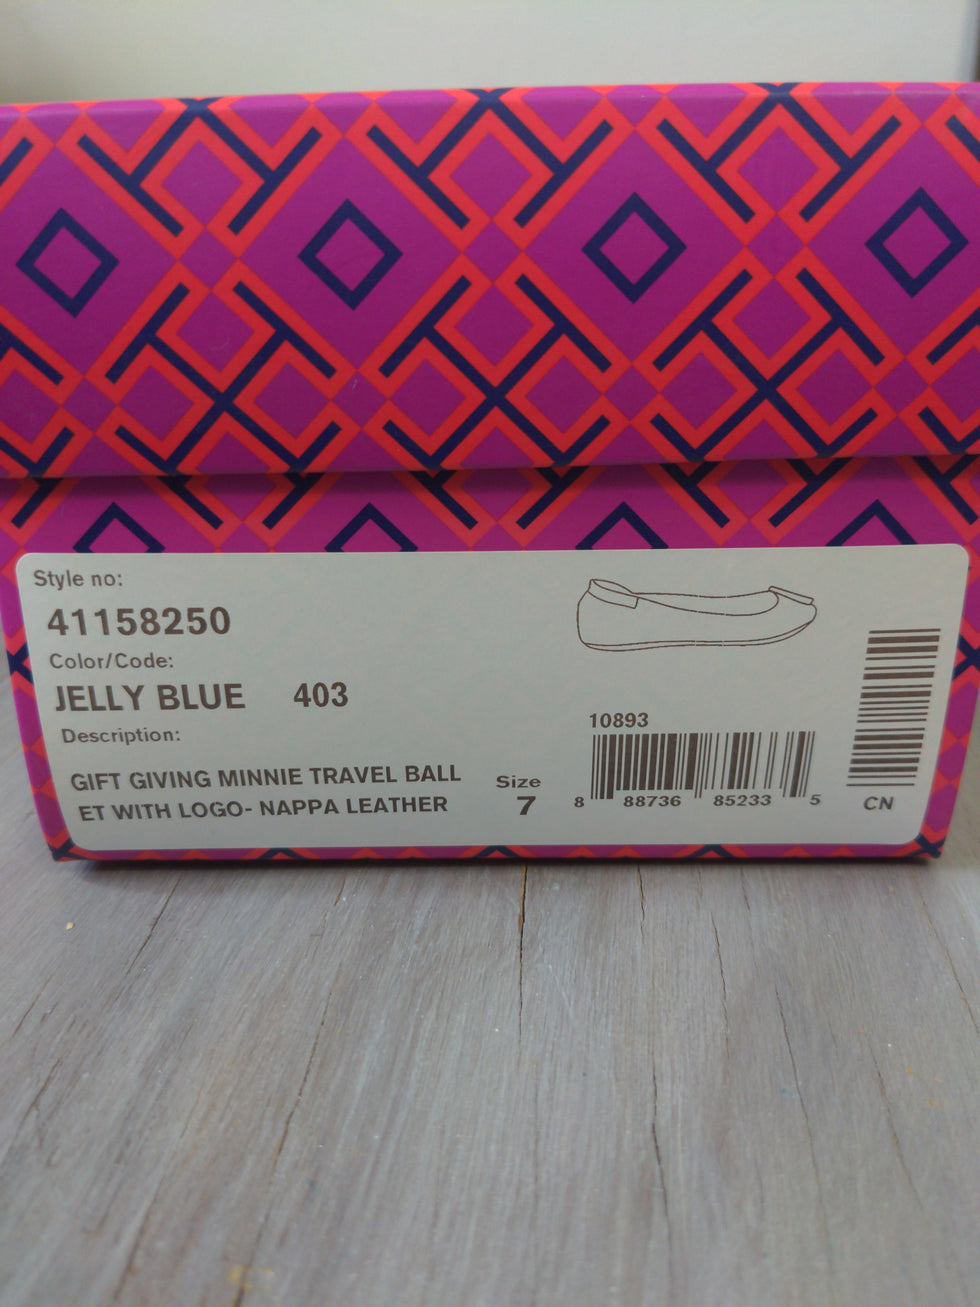 Style no:
41158250
Color/Code:
JELLY BLUE 403
Description:
GIFT GIVING MINNIE TRAVEL BALL
ET WITH LOGO- NAPPA LEATHER
Size
7
10893
8 88736 85233 5
CN